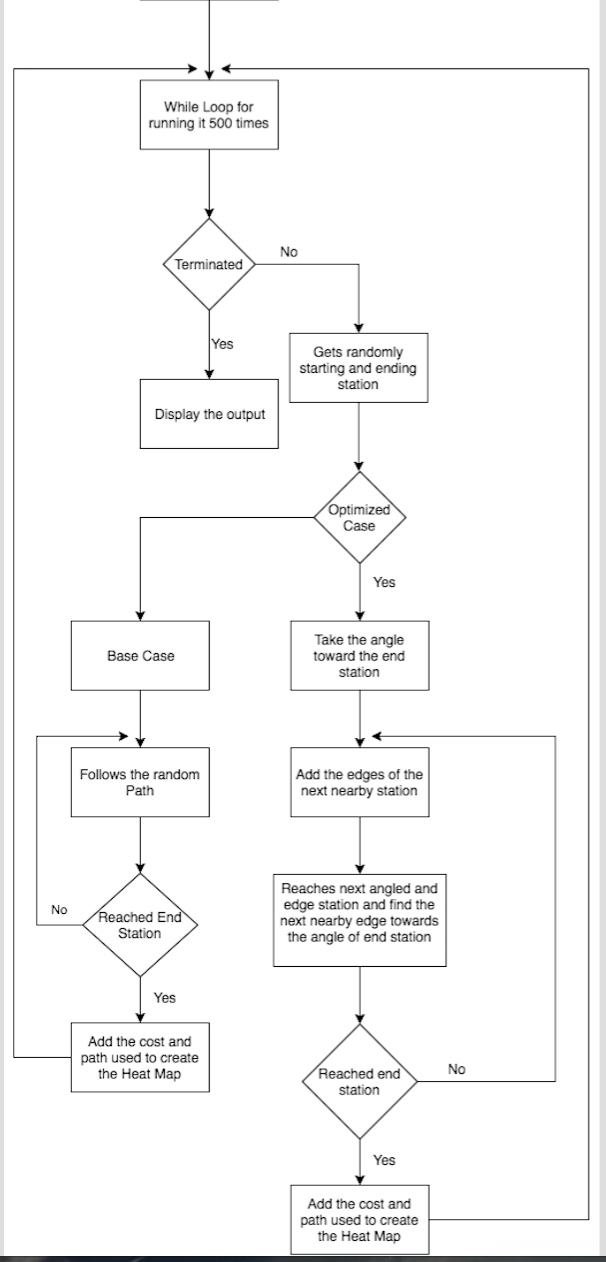 While Loop for
running it 500 times
Terminated
No
Yes
Gets randomly
starting and ending
station
Display the output
Optimized
Case
Yes
Base Case
Take the angle
toward the end
station
Follows the random
Path
Add the edges of the
next nearby station
Reaches next angled and
edge station and find the
next nearby edge towards
the angle of end station
No
Reached End
Station
Yes
Add the cost and
path used to create
the Heat Map
Reached end
station
No
Yes
Add the cost and
path used to create
the Heat Map